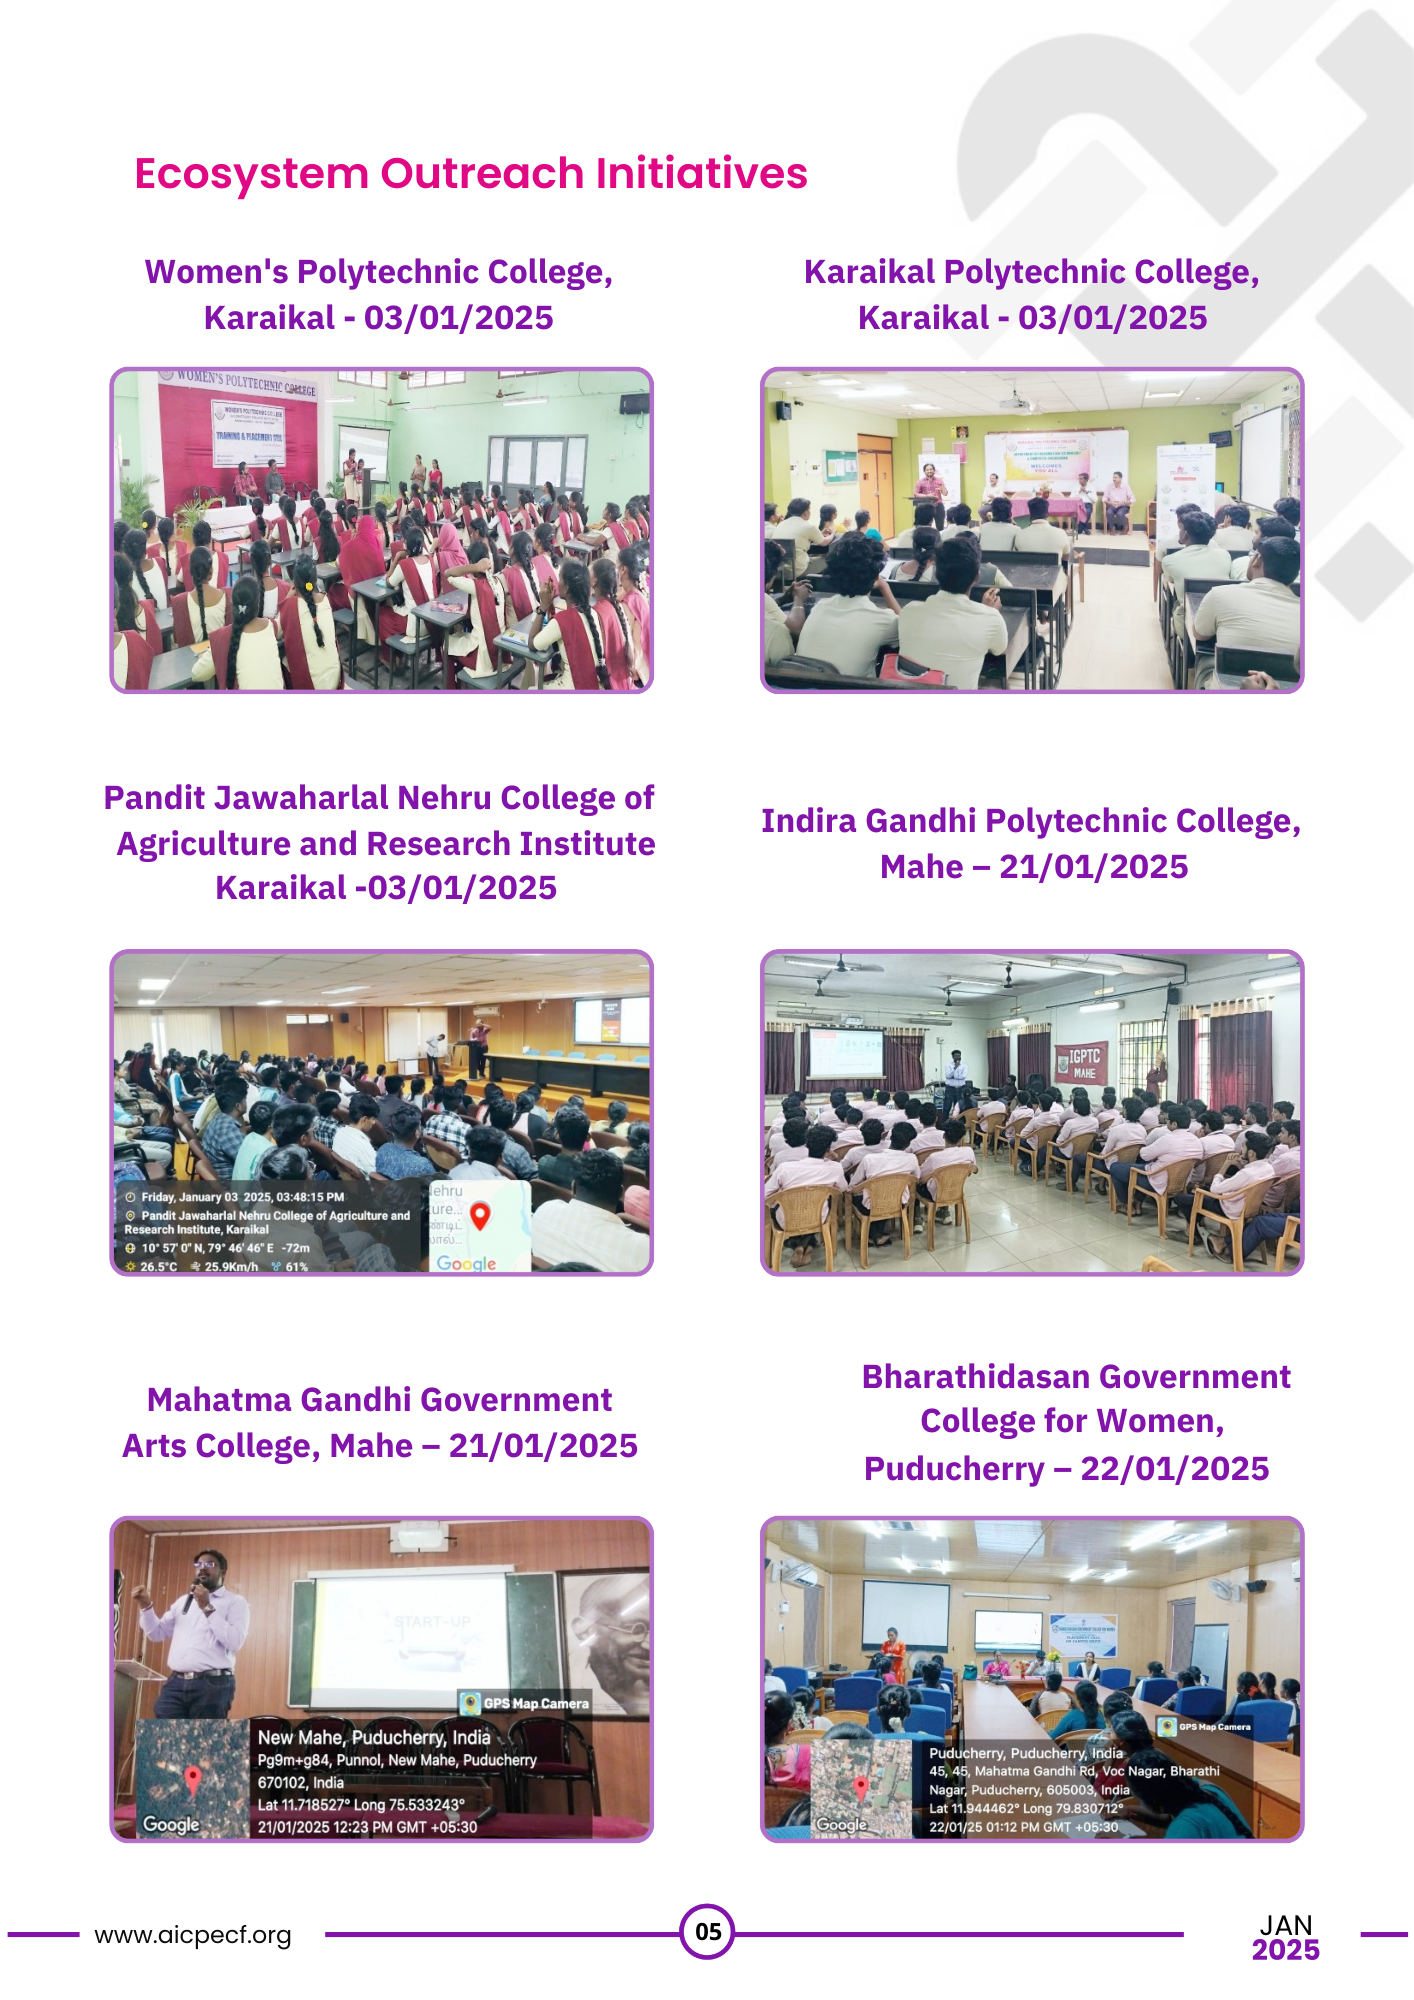 Ecosystem Outreach Initiatives
Women's Polytechnic College,
Karaikal - 03/01/2025
Karaikal Polytechnic College,
Karaikal - 03/01/2025
WOMEN'S POLYTECHNIC COLLEGE
WOMEN'S POLYTECHNIC COLLEGE
TRAINING & PLACEMENT CELL
WELCOMES
YOU ALL
Pandit Jawaharlal Nehru College of
Agriculture and Research Institute
Karaikal -03/01/2025
Indira Gandhi Polytechnic College,
Mahe – 21/01/2025
Friday, January 03 2025, 03:48:15 PM
Pandit Jawaharlal Nehru College of Agriculture and
Research Institute, Karaikal
10° 57' 0" N, 79° 46' 46" E -72m
26.5°C 25.9Km/h 61%
Google
IGPTC
MAHE
Mahatma Gandhi Government
Arts College, Mahe – 21/01/2025
Bharathidasan Government
College for Women,
Puducherry – 22/01/2025
START-UP
GPS Map Camera
New Mahe, Puducherry, India
Pg9m+g84, Punnol, New Mahe, Puducherry
670102, India
Lat 11.718527° Long 75.533243°
21/01/2025 12:23 PM GMT +05:30
Google
GPS Map Camera
Puducherry, Puducherry, India
45, 45, Mahatma Gandhi Rd, Voc Nagar, Bharathi
Nagar, Puducherry, 605003, India
Lat 11.944462° Long 79.830712°
22/01/25 01:12 PM GMT +05:30
Google
www.aicpecf.org
05
JAN
2025